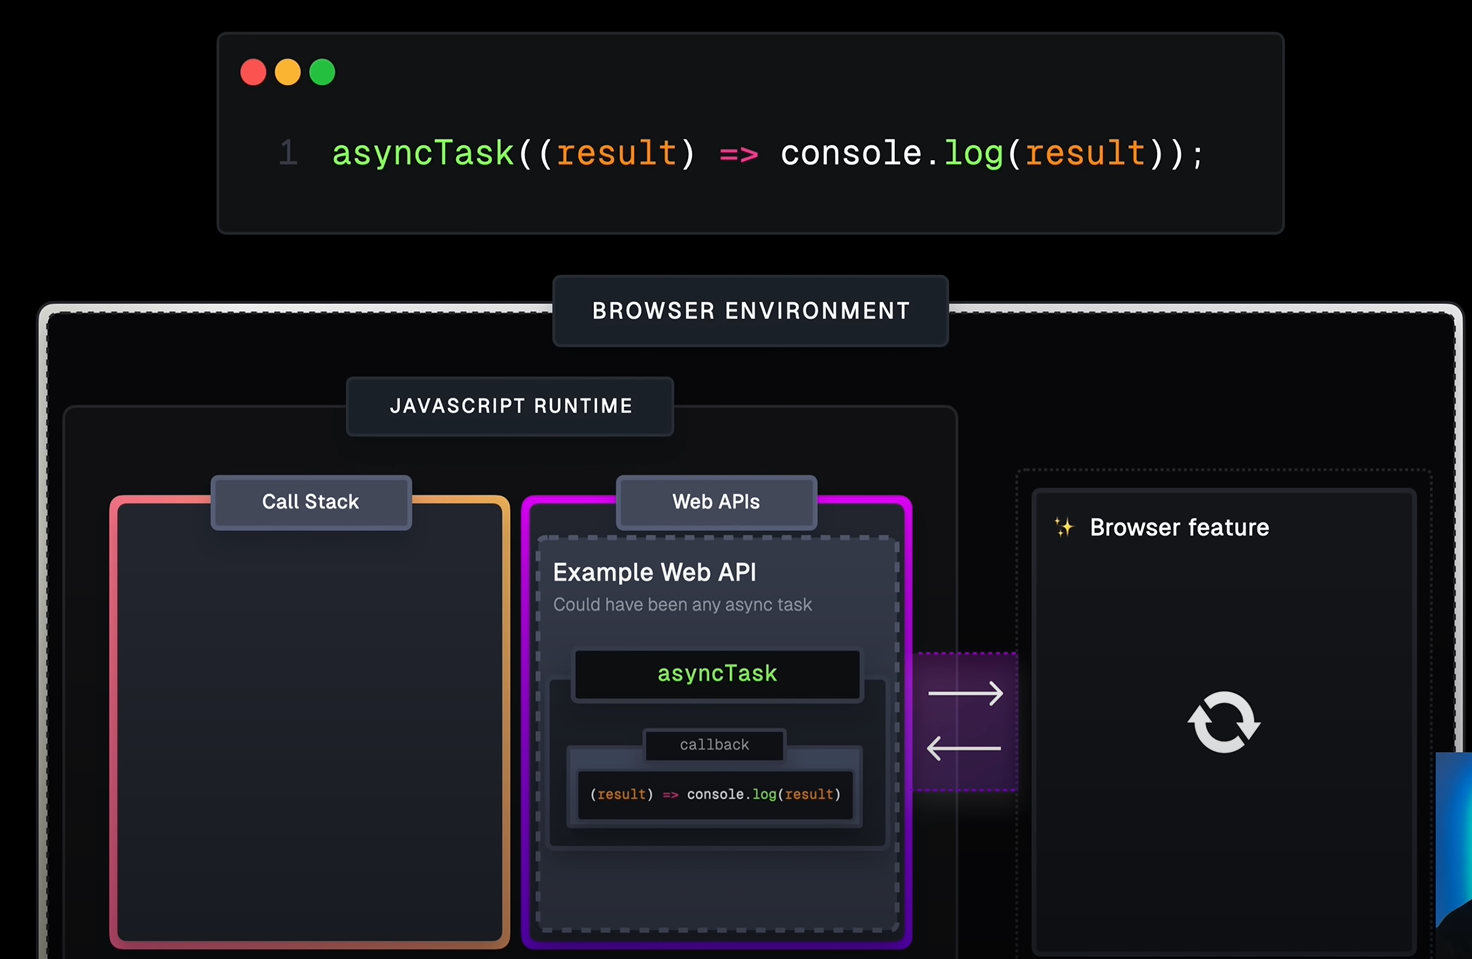 1 asyncTask((result) => console.log(result));
BROWSER ENVIRONMENT
JAVASCRIPT RUNTIME
Call Stack
Web APIs
Example Web API
Could have been any async task
asyncTask
callback
(result) => console.log(result)
✨ Browser feature